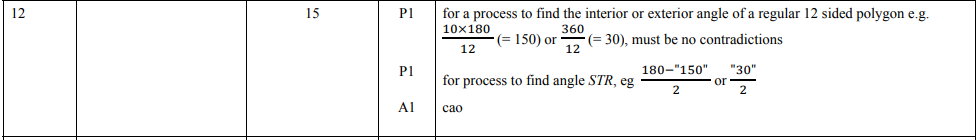 12 15 P1 for a process to find the interior or exterior angle of a regular 12 sided polygon e.g.
10×180/12 (= 150) or 360/12 (= 30), must be no contradictions
P1 for process to find angle STR, eg 180−"150"/2 or "30"/2
A1 cao